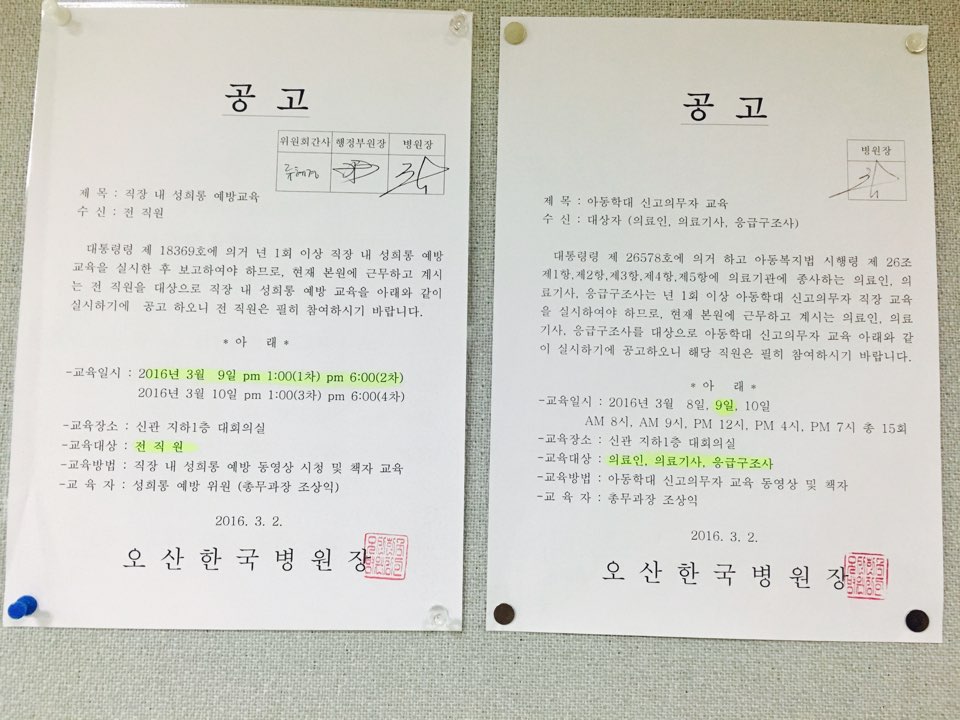 공 고
위원회간사 행정부원장 병원장
제 목 : 직장 내 성희롱 예방교육
수 신 : 전 직원
대통령령 제 18369호에 의거 년 1회 이상 직장 내 성희롱 예방
교육을 실시한 후 보고하여야 하므로, 현재 본원에 근무하고 계시
는 전 직원을 대상으로 직장 내 성희롱 예방 교육을 아래와 같이
실시하기에 공고 하오니 전 직원은 필히 참여하시기 바랍니다.
* 아 래 *
-교육일시 : 2016년 3월 9일 pm 1:00(1차) pm 6:00(2차)
2016년 3월 10일 pm 1:00(3차) pm 6:00(4차)
-교육장소 : 신관 지하1층 대회의실
-교육대상 : 전 직 원
-교육방법 : 직장 내 성희롱 예방 동영상 시청 및 책자 교육
-교 육 자 : 성희롱 예방 위원 (총무과장 조상익)
2016. 3. 2.
오 산 한 국 병 원 장
공 고
병원장
제 목 : 아동학대 신고의무자 교육
수 신 : 대상자 (의료인, 의료기사, 응급구조사)
대통령령 제 26578호에 의거 하고 아동복지법 시행령 제 26조
제1항,제2항,제3항,제4항,제5항에 의료기관에 종사하는 의료인, 의
료기사, 응급구조사는 년 1회 이상 아동학대 신고의무자 직장 교육
을 실시하여야 하므로, 현재 본원에 근무하고 계시는 의료인, 의료
기사, 응급구조사를 대상으로 아동학대 신고의무자 교육 아래와 같
이 실시하기에 공고하오니 해당 직원은 필히 참여하시기 바랍니다.
* 아 래 *
-교육일시 : 2016년 3월 8일, 9일, 10일
AM 8시, AM 9시, PM 12시, PM 4시, PM 7시 총 15회
-교육장소 : 신관 지하1층 대회의실
-교육대상 : 의료인, 의료기사, 응급구조사
-교육방법 : 아동학대 신고의무자 교육 동영상 및 책자
-교 육 자 : 총무과장 조상익
2016. 3. 2.
오 산 한 국 병 원 장